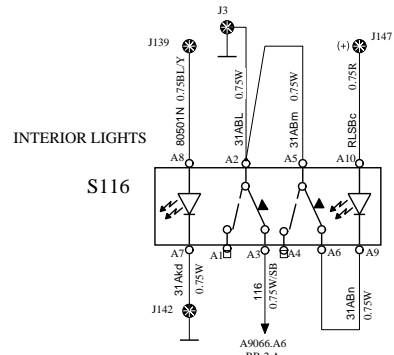 J3
J139
J147
(+)
80501N 0.75BL/Y
31ABL
0.75W
31ABm
0.75W
RLSBc
0.75R
INTERIOR LIGHTS
A8
A2
A5
A10
S116
A7
A1
A3
A4
A6
A9
31Akd
0.75W
116
0.75W/SB
31ABn
0.75W
J142
A9066.A6